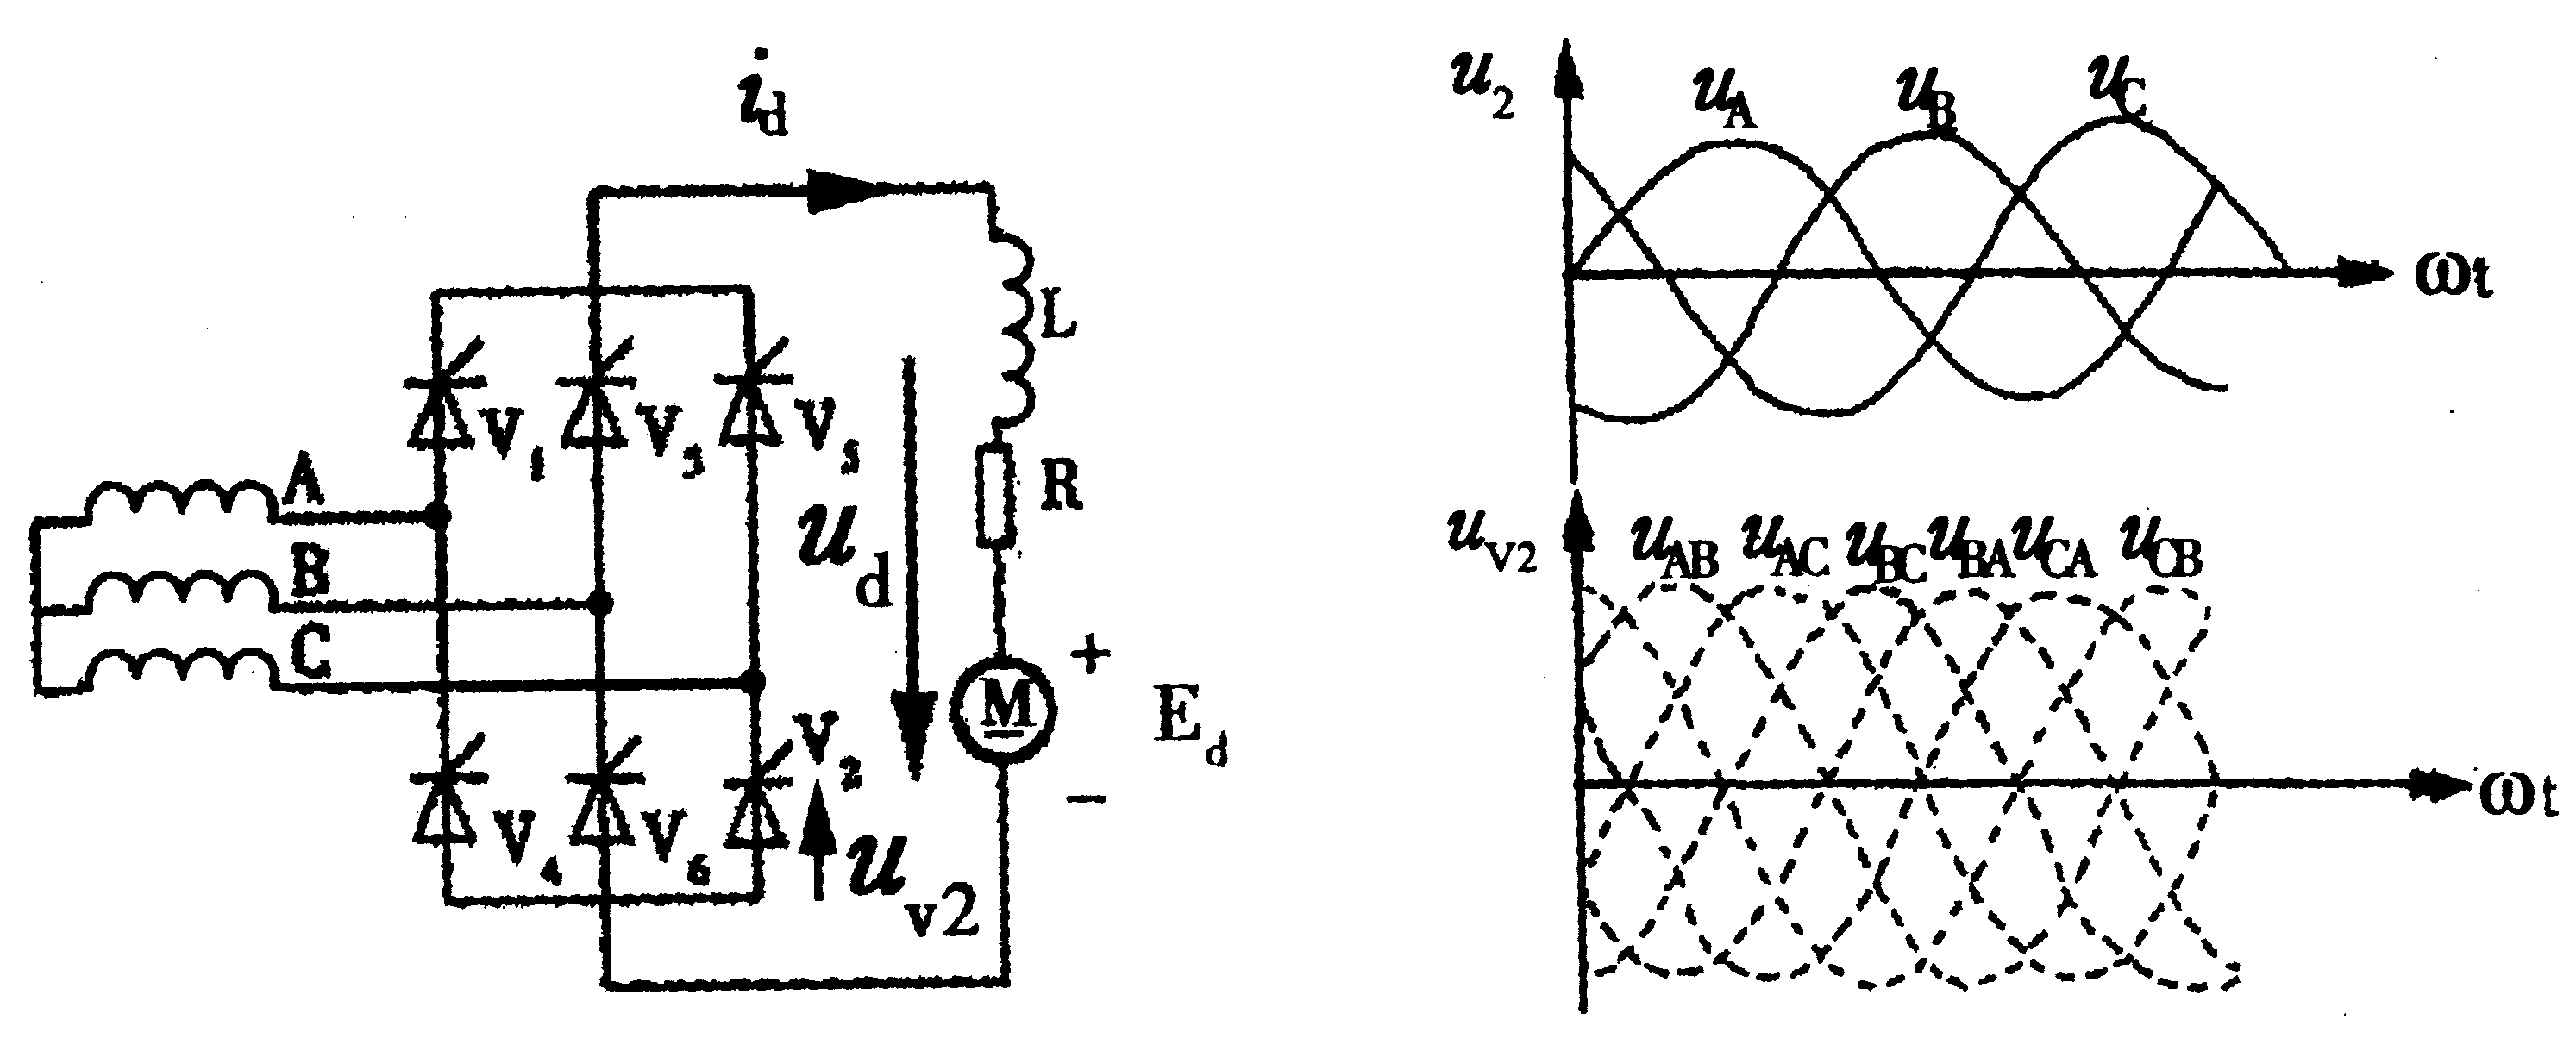 i_d
L
V_1 V_3 V_5
A
R
u_d
B
C
M
+
E_d
−
V_2
V_4 V_6
u_v2
u_2 u_A u_B u_C
ωt
u_V2 u_AB u_AC u_BC u_BA u_CA u_CB
ωt